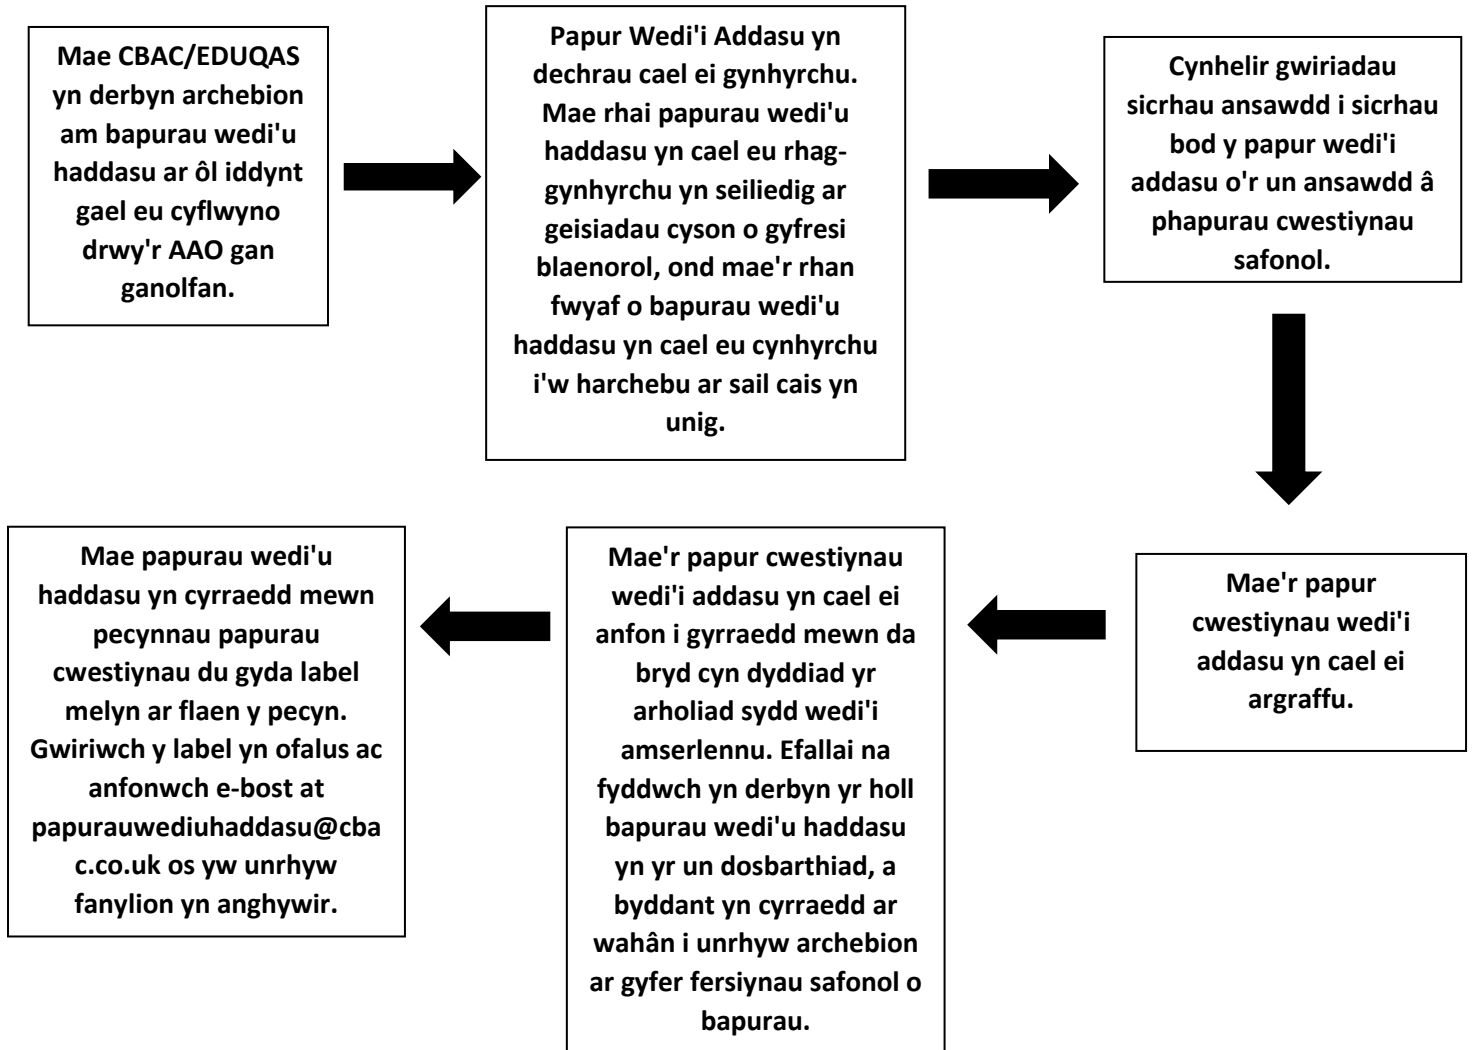 Mae CBAC/EDUQAS
yn derbyn archebion
am bapurau wedi'u
haddasu ar ôl iddynt
gael eu cyflwyno
drwy'r AAO gan
ganolfan.
Papur Wedi'i Addasu yn
dechrau cael ei gynhyrchu.
Mae rhai papurau wedi'u
haddasu yn cael eu rhag-
gynhyrchu yn seiliedig ar
geisiadau cyson o gyfresi
blaenorol, ond mae'r rhan
fwyaf o bapurau wedi'u
haddasu yn cael eu cynhyrchu
i'w harchebu ar sail cais yn
unig.
Cynhelir gwiriadau
sicrhau ansawdd i sicrhau
bod y papur wedi'i
addasu o'r un ansawdd â
phapurau cwestiynau
safonol.
Mae'r papur
cwestiynau wedi'i
addasu yn cael ei
argraffu.
Mae'r papur cwestiynau
wedi'i addasu yn cael ei
anfon i gyrraedd mewn da
bryd cyn dyddiad yr
arholiad sydd wedi'i
amserlennu. Efallai na
fyddwch yn derbyn yr holl
bapurau wedi'u haddasu
yn yr un dosbarthiad, a
byddant yn cyrraedd ar
wahân i unrhyw archebion
ar gyfer fersiynau safonol o
bapurau.
Mae papurau wedi'u
haddasu yn cyrraedd mewn
pecynnau papurau
cwestiynau du gyda label
melyn ar flaen y pecyn.
Gwiriwch y label yn ofalus ac
anfonwch e-bost at
papurauwediuhaddasu@cba
c.co.uk os yw unrhyw
fanylion yn anghywir.